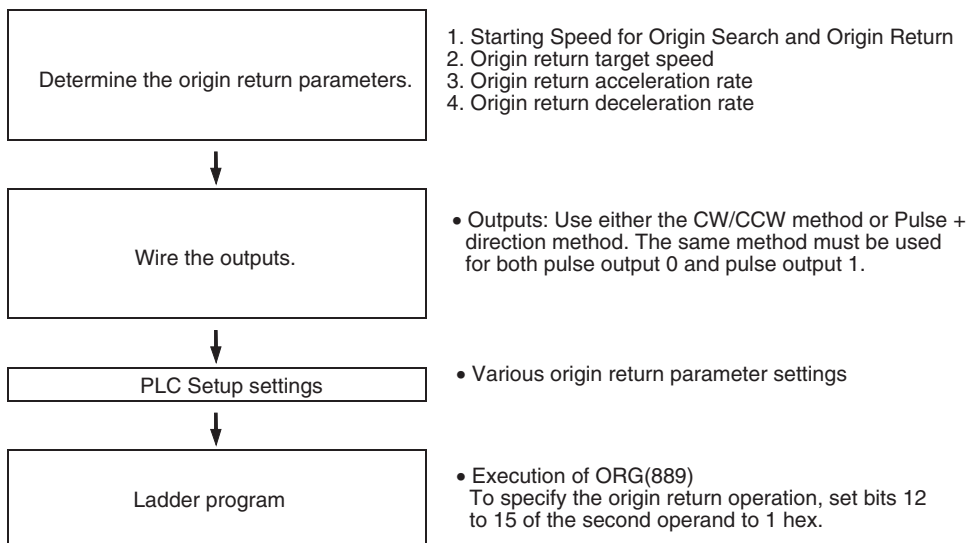 Determine the origin return parameters.
1. Starting Speed for Origin Search and Origin Return
2. Origin return target speed
3. Origin return acceleration rate
4. Origin return deceleration rate
Wire the outputs.
• Outputs: Use either the CW/CCW method or Pulse +
direction method. The same method must be used
for both pulse output 0 and pulse output 1.
PLC Setup settings
• Various origin return parameter settings
Ladder program
• Execution of ORG(889)
To specify the origin return operation, set bits 12
to 15 of the second operand to 1 hex.